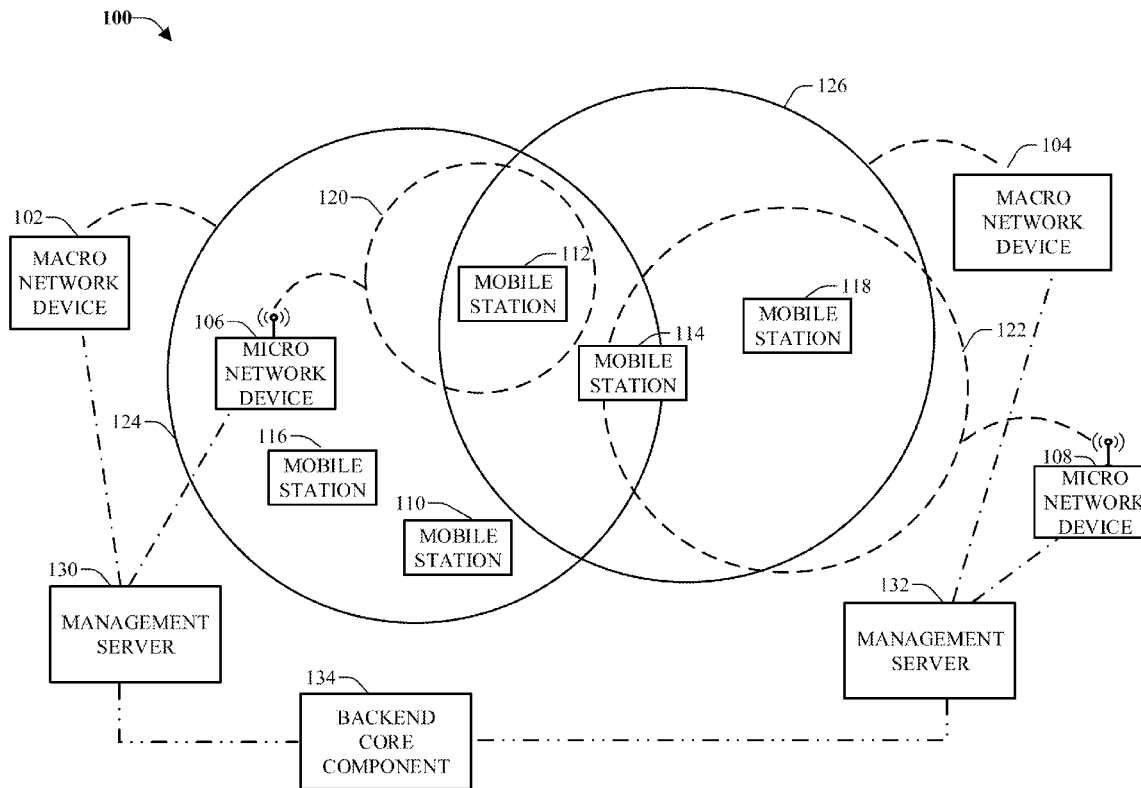 100
126
104
MACRO
NETWORK
DEVICE
120
102
MACRO
NETWORK
DEVICE
112
MOBILE
STATION
118
MOBILE
STATION
106
MICRO
NETWORK
DEVICE
114
MOBILE
STATION
122
124
116
MOBILE
STATION
108
MICRO
NETWORK
DEVICE
110
MOBILE
STATION
130
MANAGEMENT
SERVER
132
MANAGEMENT
SERVER
134
BACKEND
CORE
COMPONENT